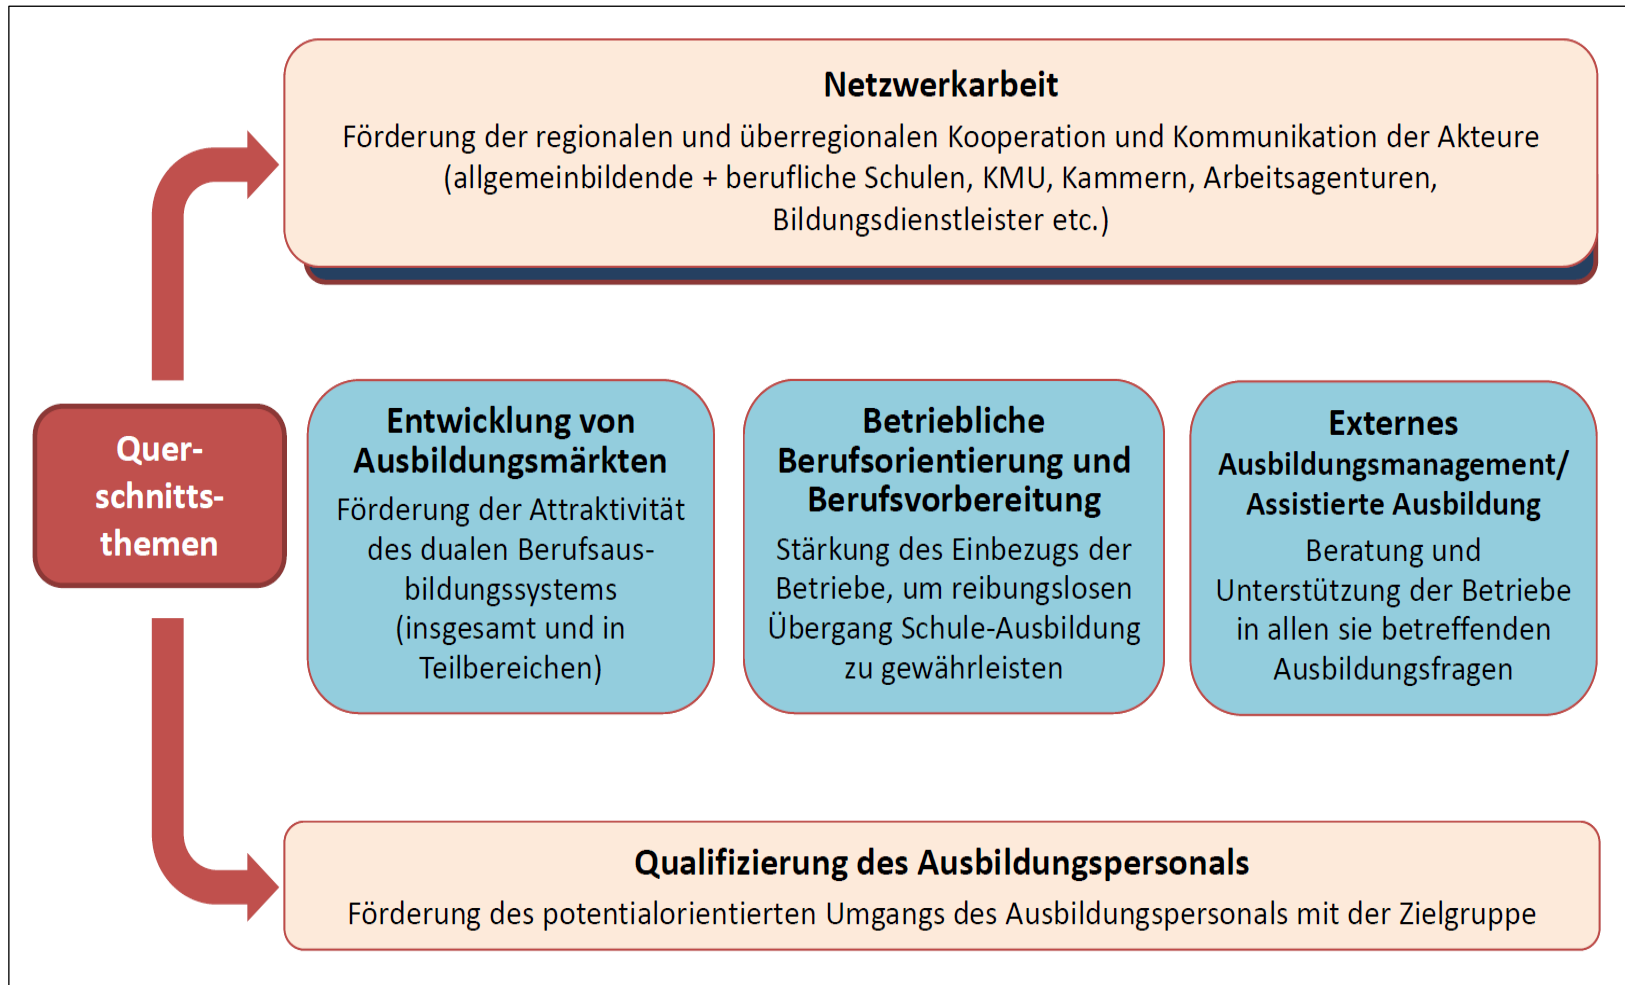 Netzwerkarbeit
Förderung der regionalen und überregionalen Kooperation und Kommunikation der Akteure
(allgemeinbildende + berufliche Schulen, KMU, Kammern, Arbeitsagenturen,
Bildungsdienstleister etc.)
Quer-
schnitts-
themen
Entwicklung von
Ausbildungsmärkten
Förderung der Attraktivität
des dualen Berufsaus-
bildungssystems
(insgesamt und in
Teilbereichen)
Betriebliche
Berufsorientierung und
Berufsvorbereitung
Stärkung des Einbezugs der
Betriebe, um reibungslosen
Übergang Schule-Ausbildung
zu gewährleisten
Externes
Ausbildungsmanagement/
Assistierte Ausbildung
Beratung und
Unterstützung der Betriebe
in allen sie betreffenden
Ausbildungsfragen
Qualifizierung des Ausbildungspersonals
Förderung des potentialorientierten Umgangs des Ausbildungspersonals mit der Zielgruppe